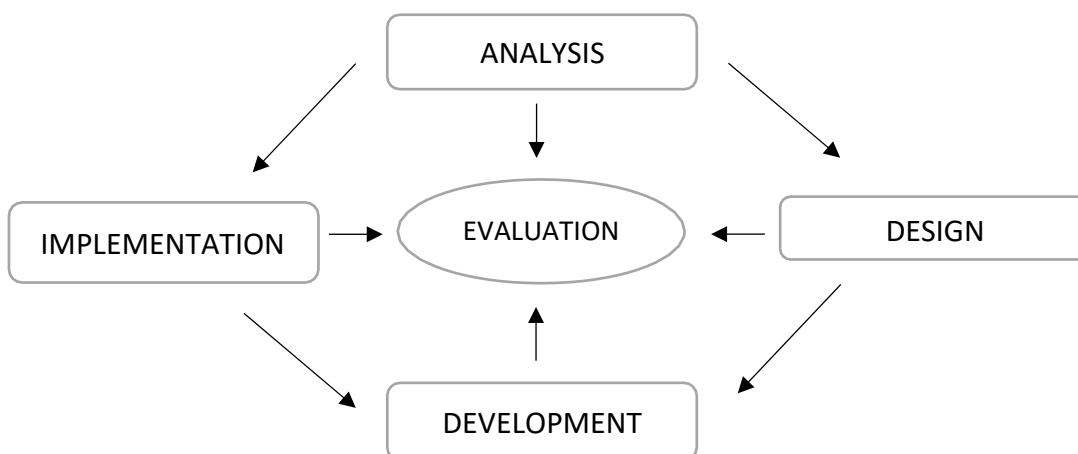 ANALYSIS
IMPLEMENTATION
EVALUATION
DESIGN
DEVELOPMENT